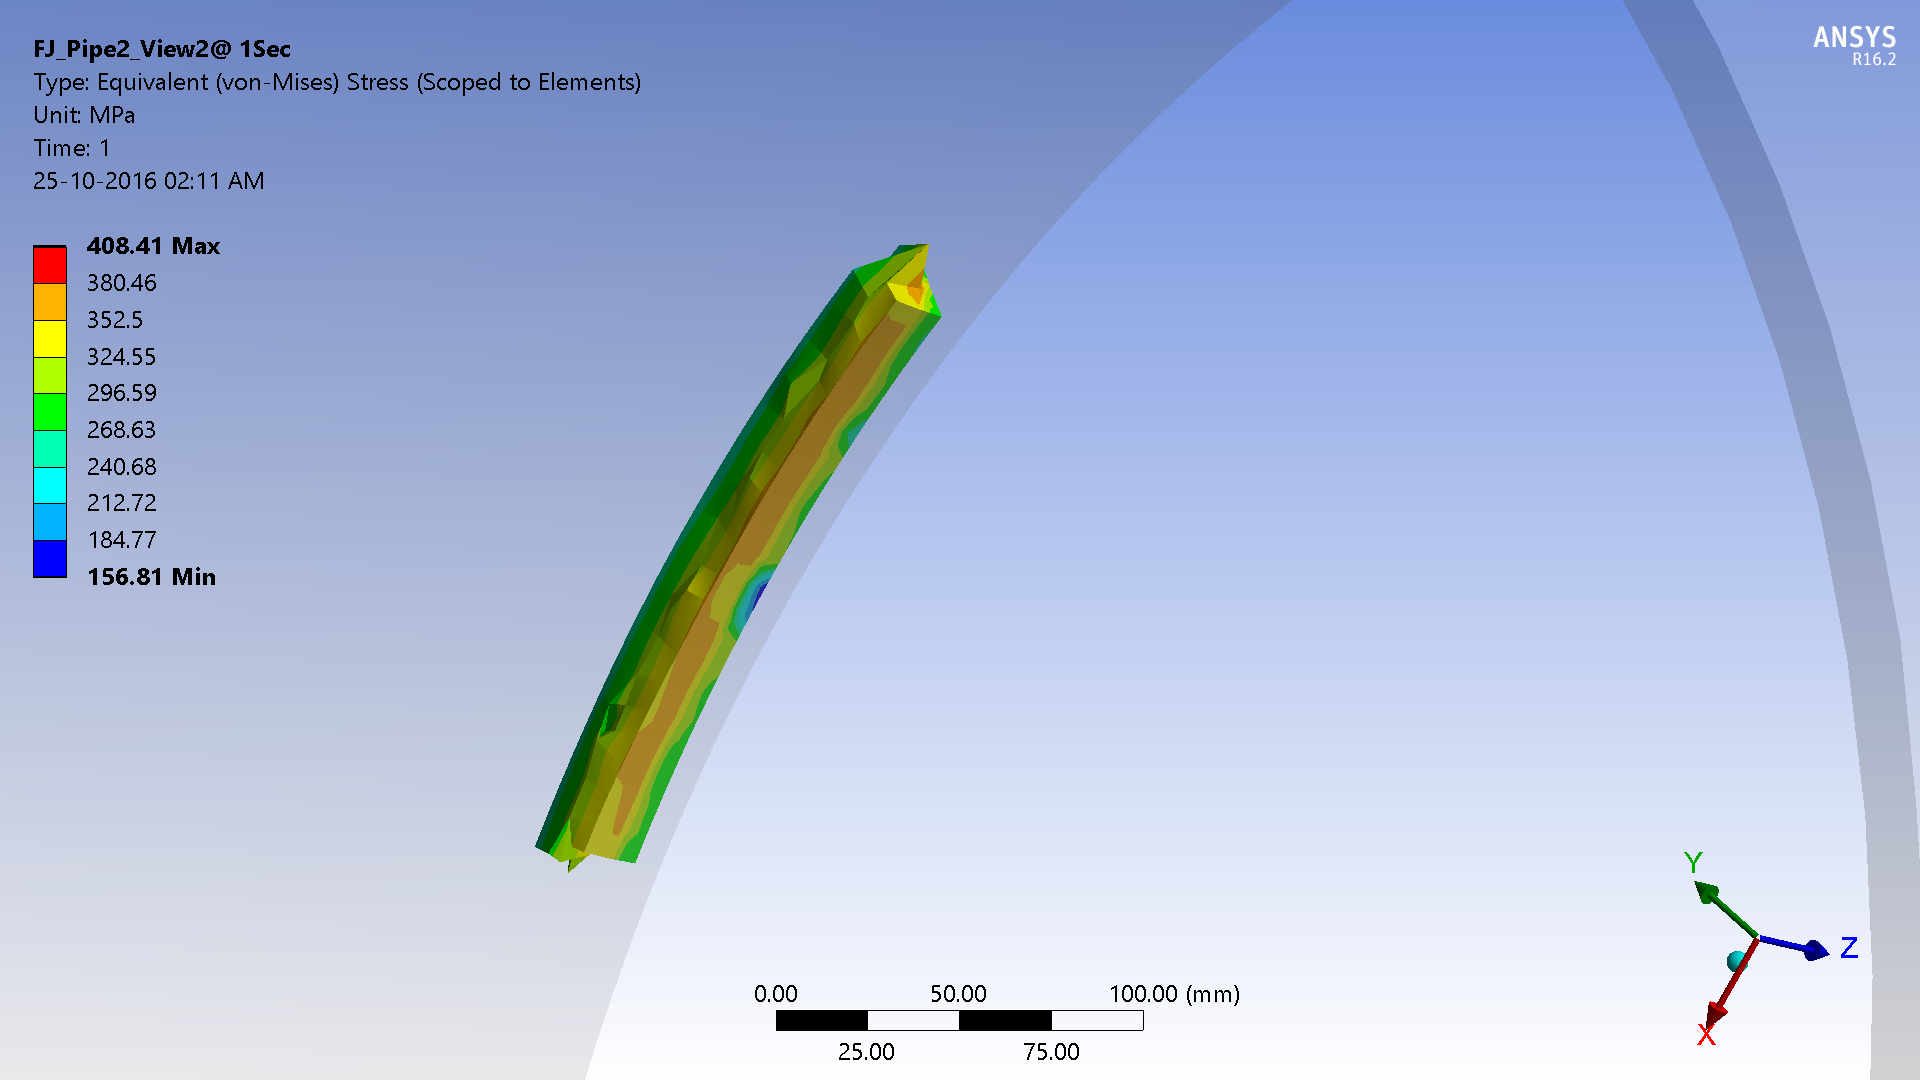 FJ_Pipe2_View2@ 1Sec
Type: Equivalent (von-Mises) Stress (Scoped to Elements)
Unit: MPa
Time: 1
25-10-2016 02:11 AM
ANSYS
R16.2
408.41 Max
380.46
352.5
324.55
296.59
268.63
240.68
212.72
184.77
156.81 Min
Y
Z
X
0.00 50.00 100.00 (mm)
25.00 75.00